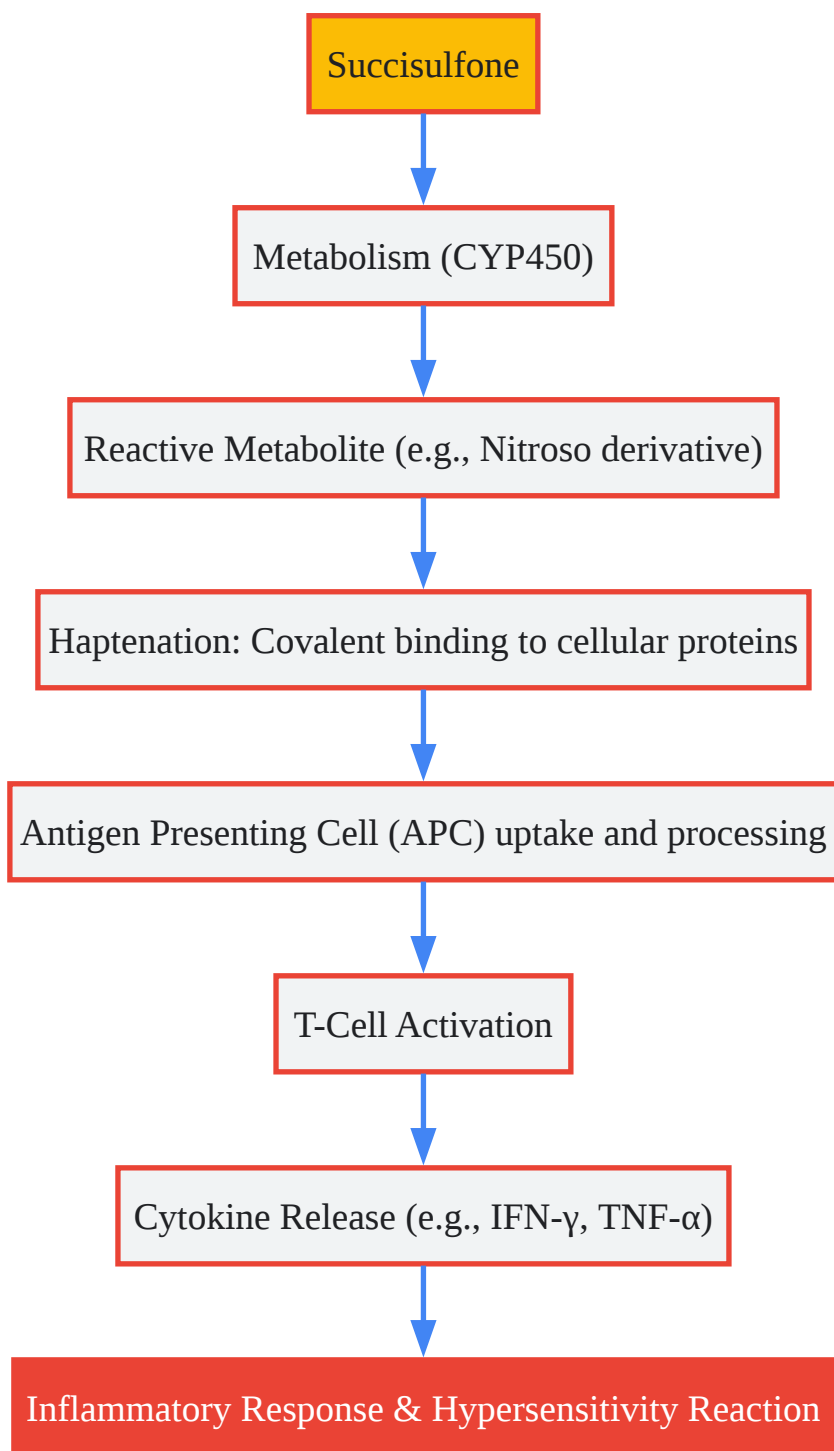 Succisulfone
Metabolism (CYP450)
Reactive Metabolite (e.g., Nitroso derivative)
Haptenation: Covalent binding to cellular proteins
Antigen Presenting Cell (APC) uptake and processing
T-Cell Activation
Cytokine Release (e.g., IFN-γ, TNF-α)
Inflammatory Response & Hypersensitivity Reaction